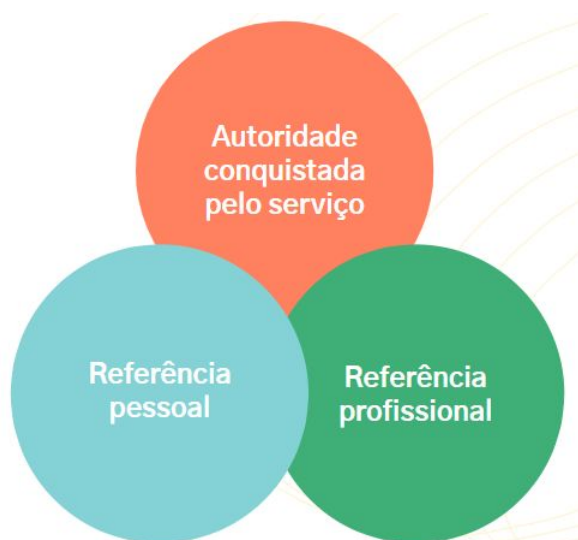 Autoridade
conquistada
pelo serviço
Referência
pessoal
Referência
profissional